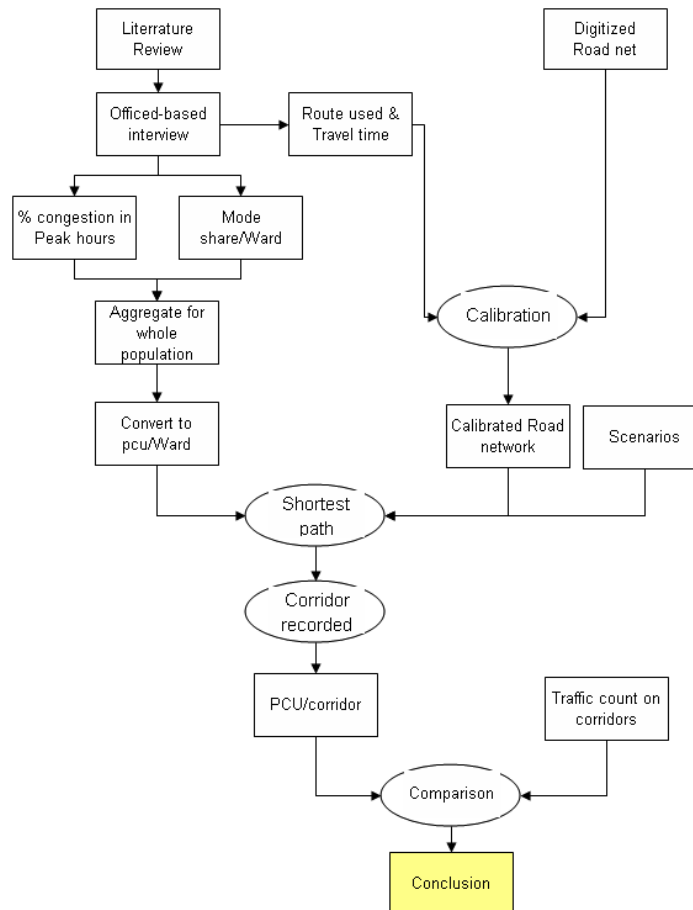 Literrature
Review
Digitized
Road net
Officed-based
interview
Route used &
Travel time
% congestion in
Peak hours
Mode
share/Ward
Aggregate for
whole
population
Calibration
Convert to
pcu/Ward
Calibrated Road
network
Scenarios
Shortest
path
Corridor
recorded
PCU/corridor
Traffic count on
corridors
Comparison
Conclusion